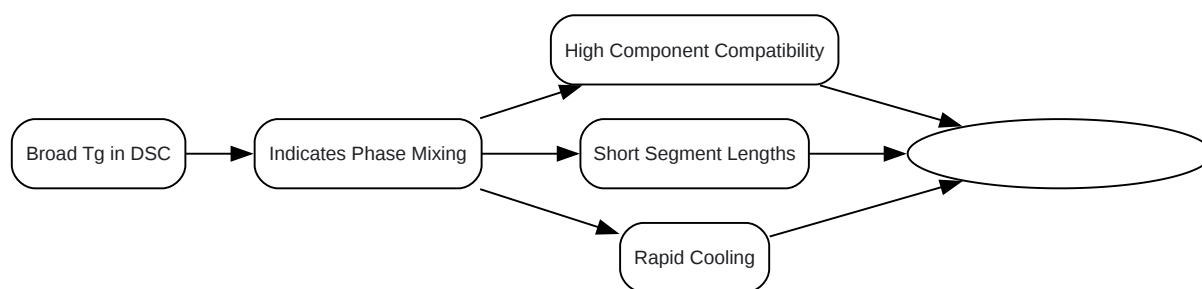 High Component Compatibility
Broad Tg in DSC
Indicates Phase Mixing
Short Segment Lengths
Rapid Cooling